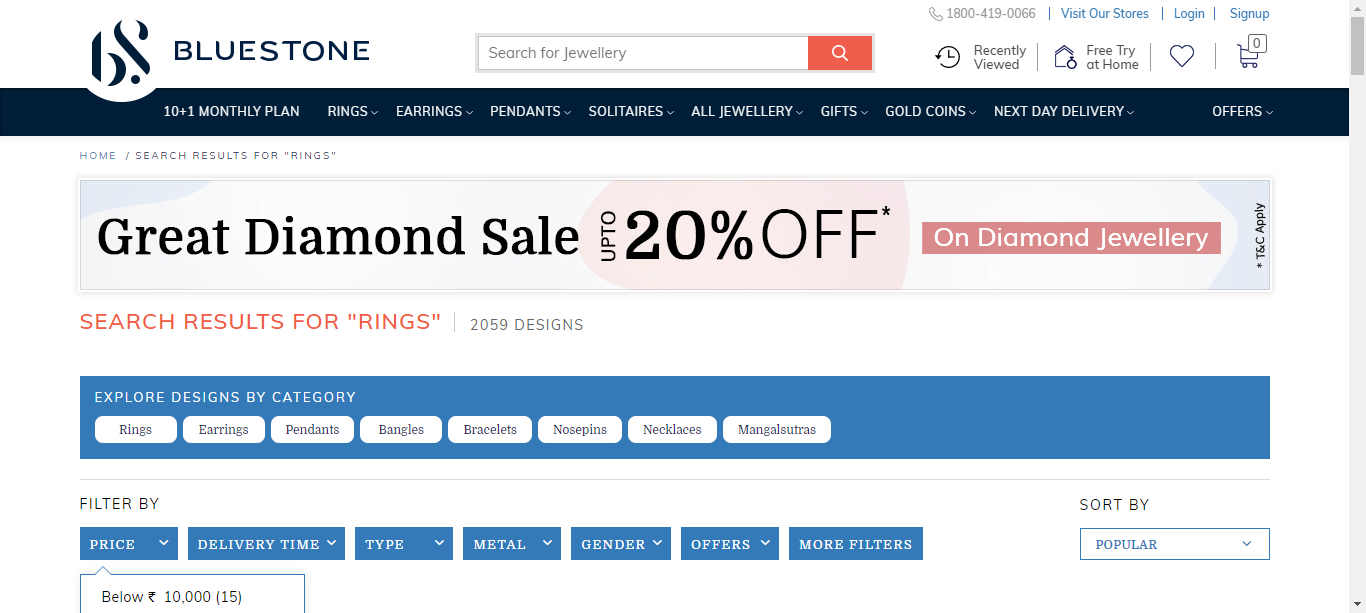 1800-419-0066 Visit Our Stores Login Signup
BLUESTONE
Search for Jewellery
Recently
Viewed
Free Try
at Home
0
10+1 MONTHLY PLAN RINGS EARRINGS PENDANTS SOLITAIRES ALL JEWELLERY GIFTS GOLD COINS NEXT DAY DELIVERY OFFERS
HOME / SEARCH RESULTS FOR "RINGS"
Great Diamond Sale UPTO 20% OFF* On Diamond Jewellery
* T&C Apply
SEARCH RESULTS FOR "RINGS" 2059 DESIGNS
EXPLORE DESIGNS BY CATEGORY
Rings Earrings Pendants Bangles Bracelets Nosepins Necklaces Mangalsutras
FILTER BY
SORT BY
PRICE DELIVERY TIME TYPE METAL GENDER OFFERS MORE FILTERS
POPULAR
Below ₹ 10,000 (15)